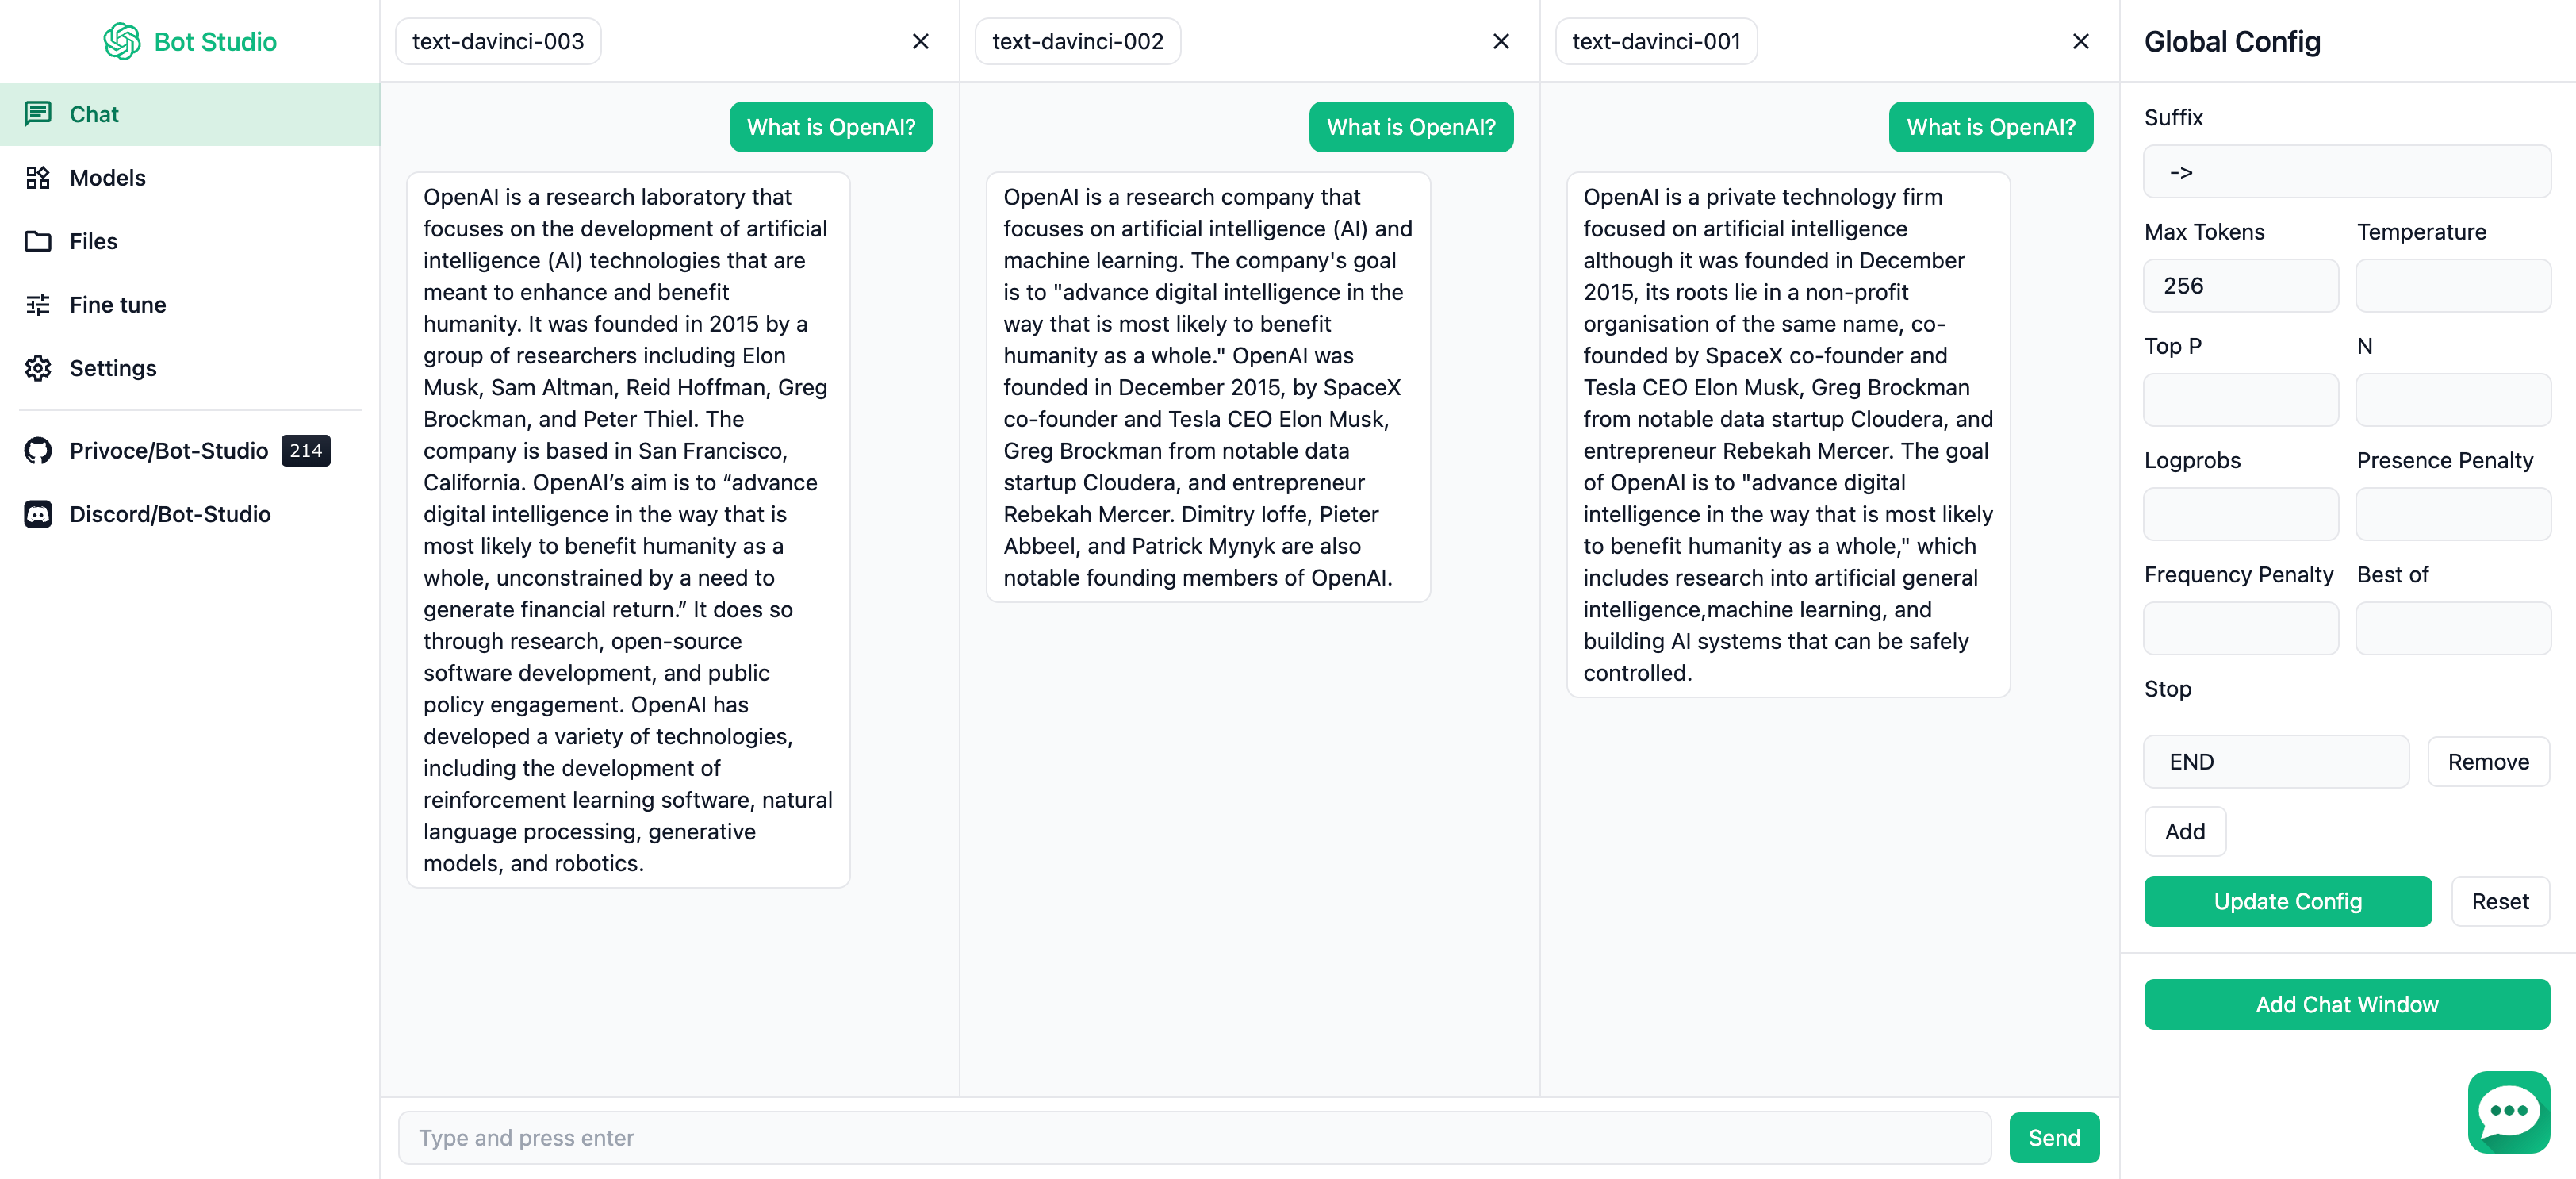 Bot Studio
Chat
Models
Files
Fine tune
Settings
Privoce/Bot-Studio 214
Discord/Bot-Studio
text-davinci-003
What is OpenAI?
OpenAI is a research laboratory that
focuses on the development of artificial
intelligence (AI) technologies that are
meant to enhance and benefit
humanity. It was founded in 2015 by a
group of researchers including Elon
Musk, Sam Altman, Reid Hoffman, Greg
Brockman, and Peter Thiel. The
company is based in San Francisco,
California. OpenAI’s aim is to “advance
digital intelligence in the way that is
most likely to benefit humanity as a
whole, unconstrained by a need to
generate financial return.” It does so
through research, open-source
software development, and public
policy engagement. OpenAI has
developed a variety of technologies,
including the development of
reinforcement learning software, natural
language processing, generative
models, and robotics.
text-davinci-002
What is OpenAI?
OpenAI is a research company that
focuses on artificial intelligence (AI) and
machine learning. The company's goal
is to "advance digital intelligence in the
way that is most likely to benefit
humanity as a whole." OpenAI was
founded in December 2015, by SpaceX
co-founder and Tesla CEO Elon Musk,
Greg Brockman from notable data
startup Cloudera, and entrepreneur
Rebekah Mercer. Dimitry Ioffe, Pieter
Abbeel, and Patrick Mynyk are also
notable founding members of OpenAI.
text-davinci-001
What is OpenAI?
OpenAI is a private technology firm
focused on artificial intelligence
although it was founded in December
2015, its roots lie in a non-profit
organisation of the same name, co-
founded by SpaceX co-founder and
Tesla CEO Elon Musk, Greg Brockman
from notable data startup Cloudera, and
entrepreneur Rebekah Mercer. The goal
of OpenAI is to "advance digital
intelligence in the way that is most likely
to benefit humanity as a whole," which
includes research into artificial general
intelligence,machine learning, and
building AI systems that can be safely
controlled.
Type and press enter
Send
Global Config
Suffix
->
Max Tokens Temperature
256
Top P N
Logprobs Presence Penalty
Frequency Penalty Best of
Stop
END Remove
Add
Update Config Reset
Add Chat Window